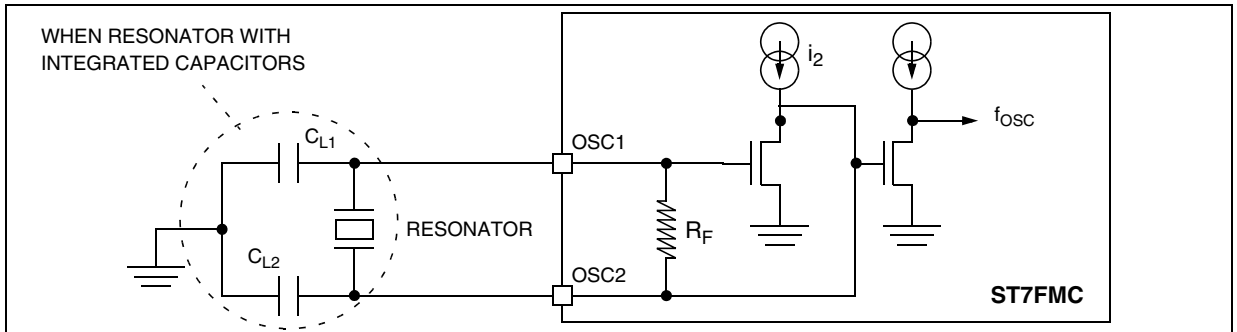 WHEN RESONATOR WITH
INTEGRATED CAPACITORS
CL1
OSC1
i2
fOSC
RESONATOR
RF
CL2
OSC2
ST7FMC